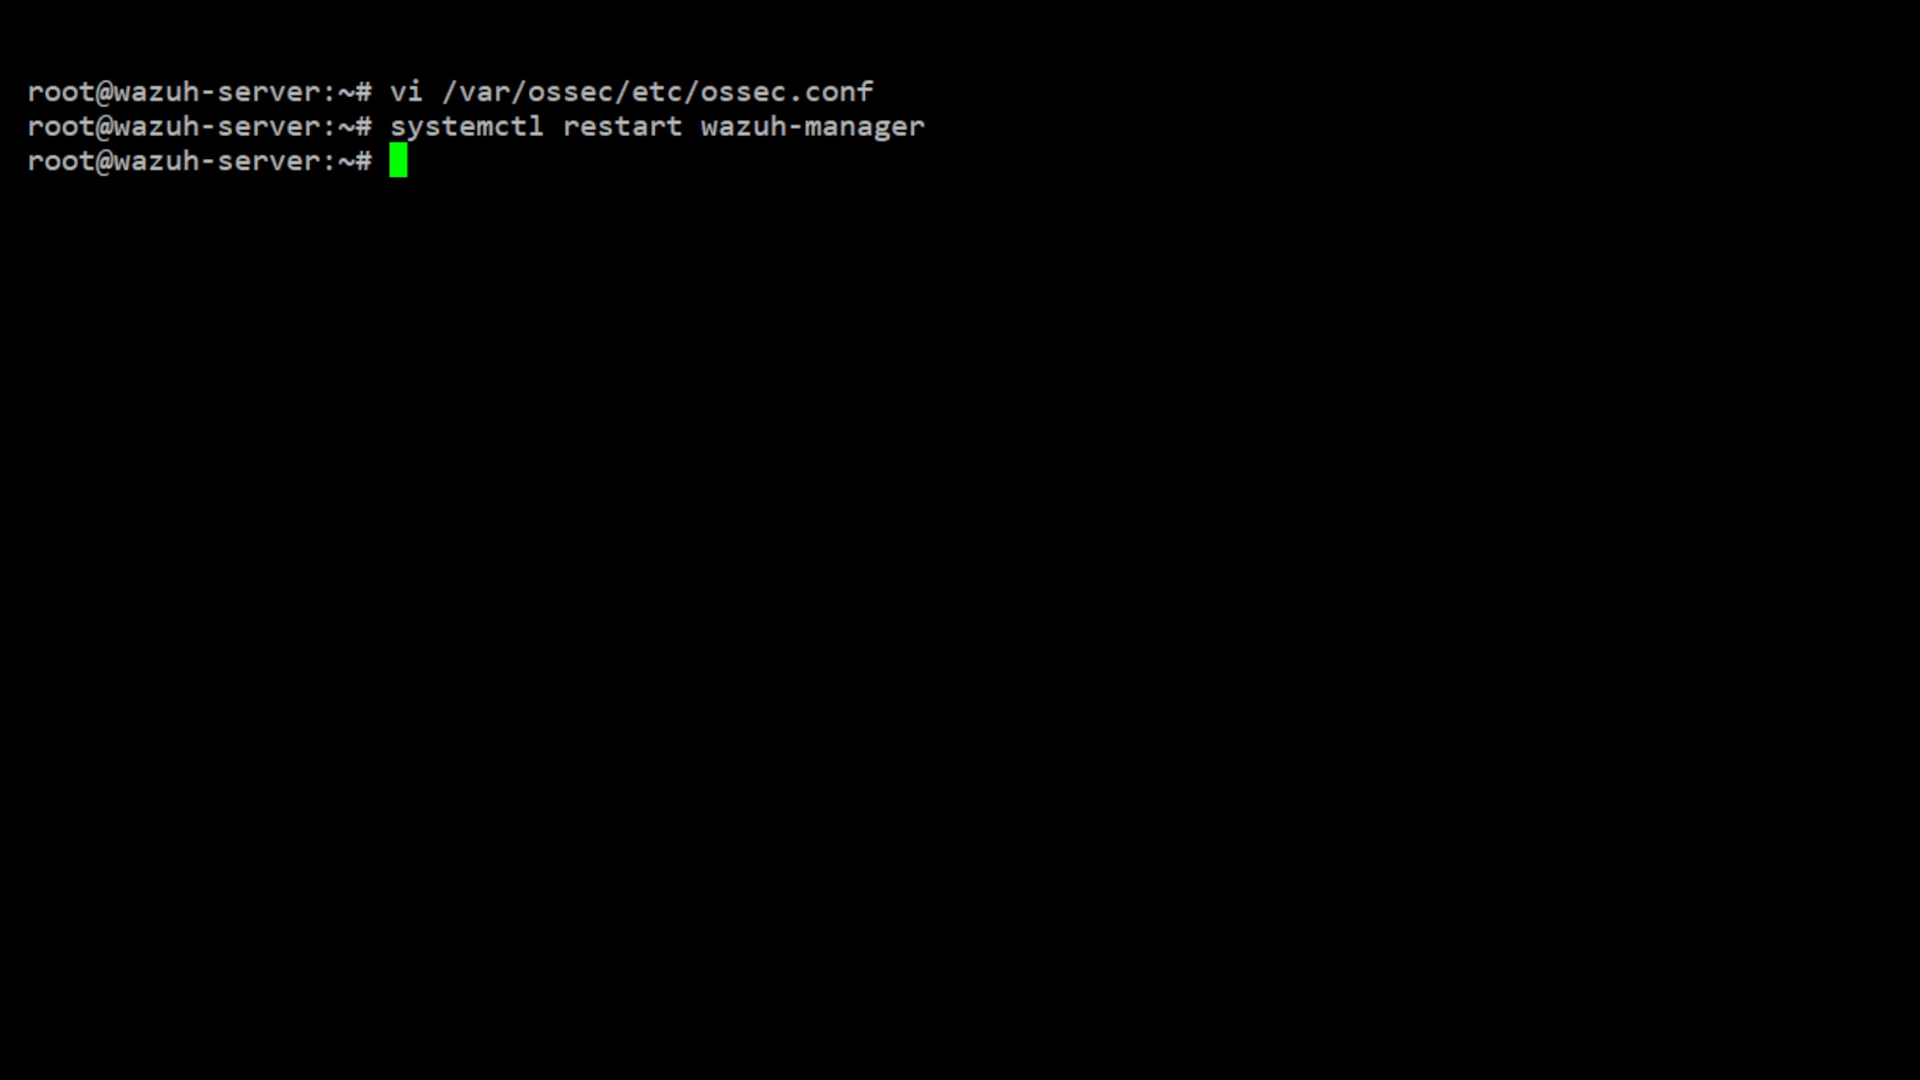 root@wazuh-server:~# vi /var/ossec/etc/ossec.conf
root@wazuh-server:~# systemctl restart wazuh-manager
root@wazuh-server:~#